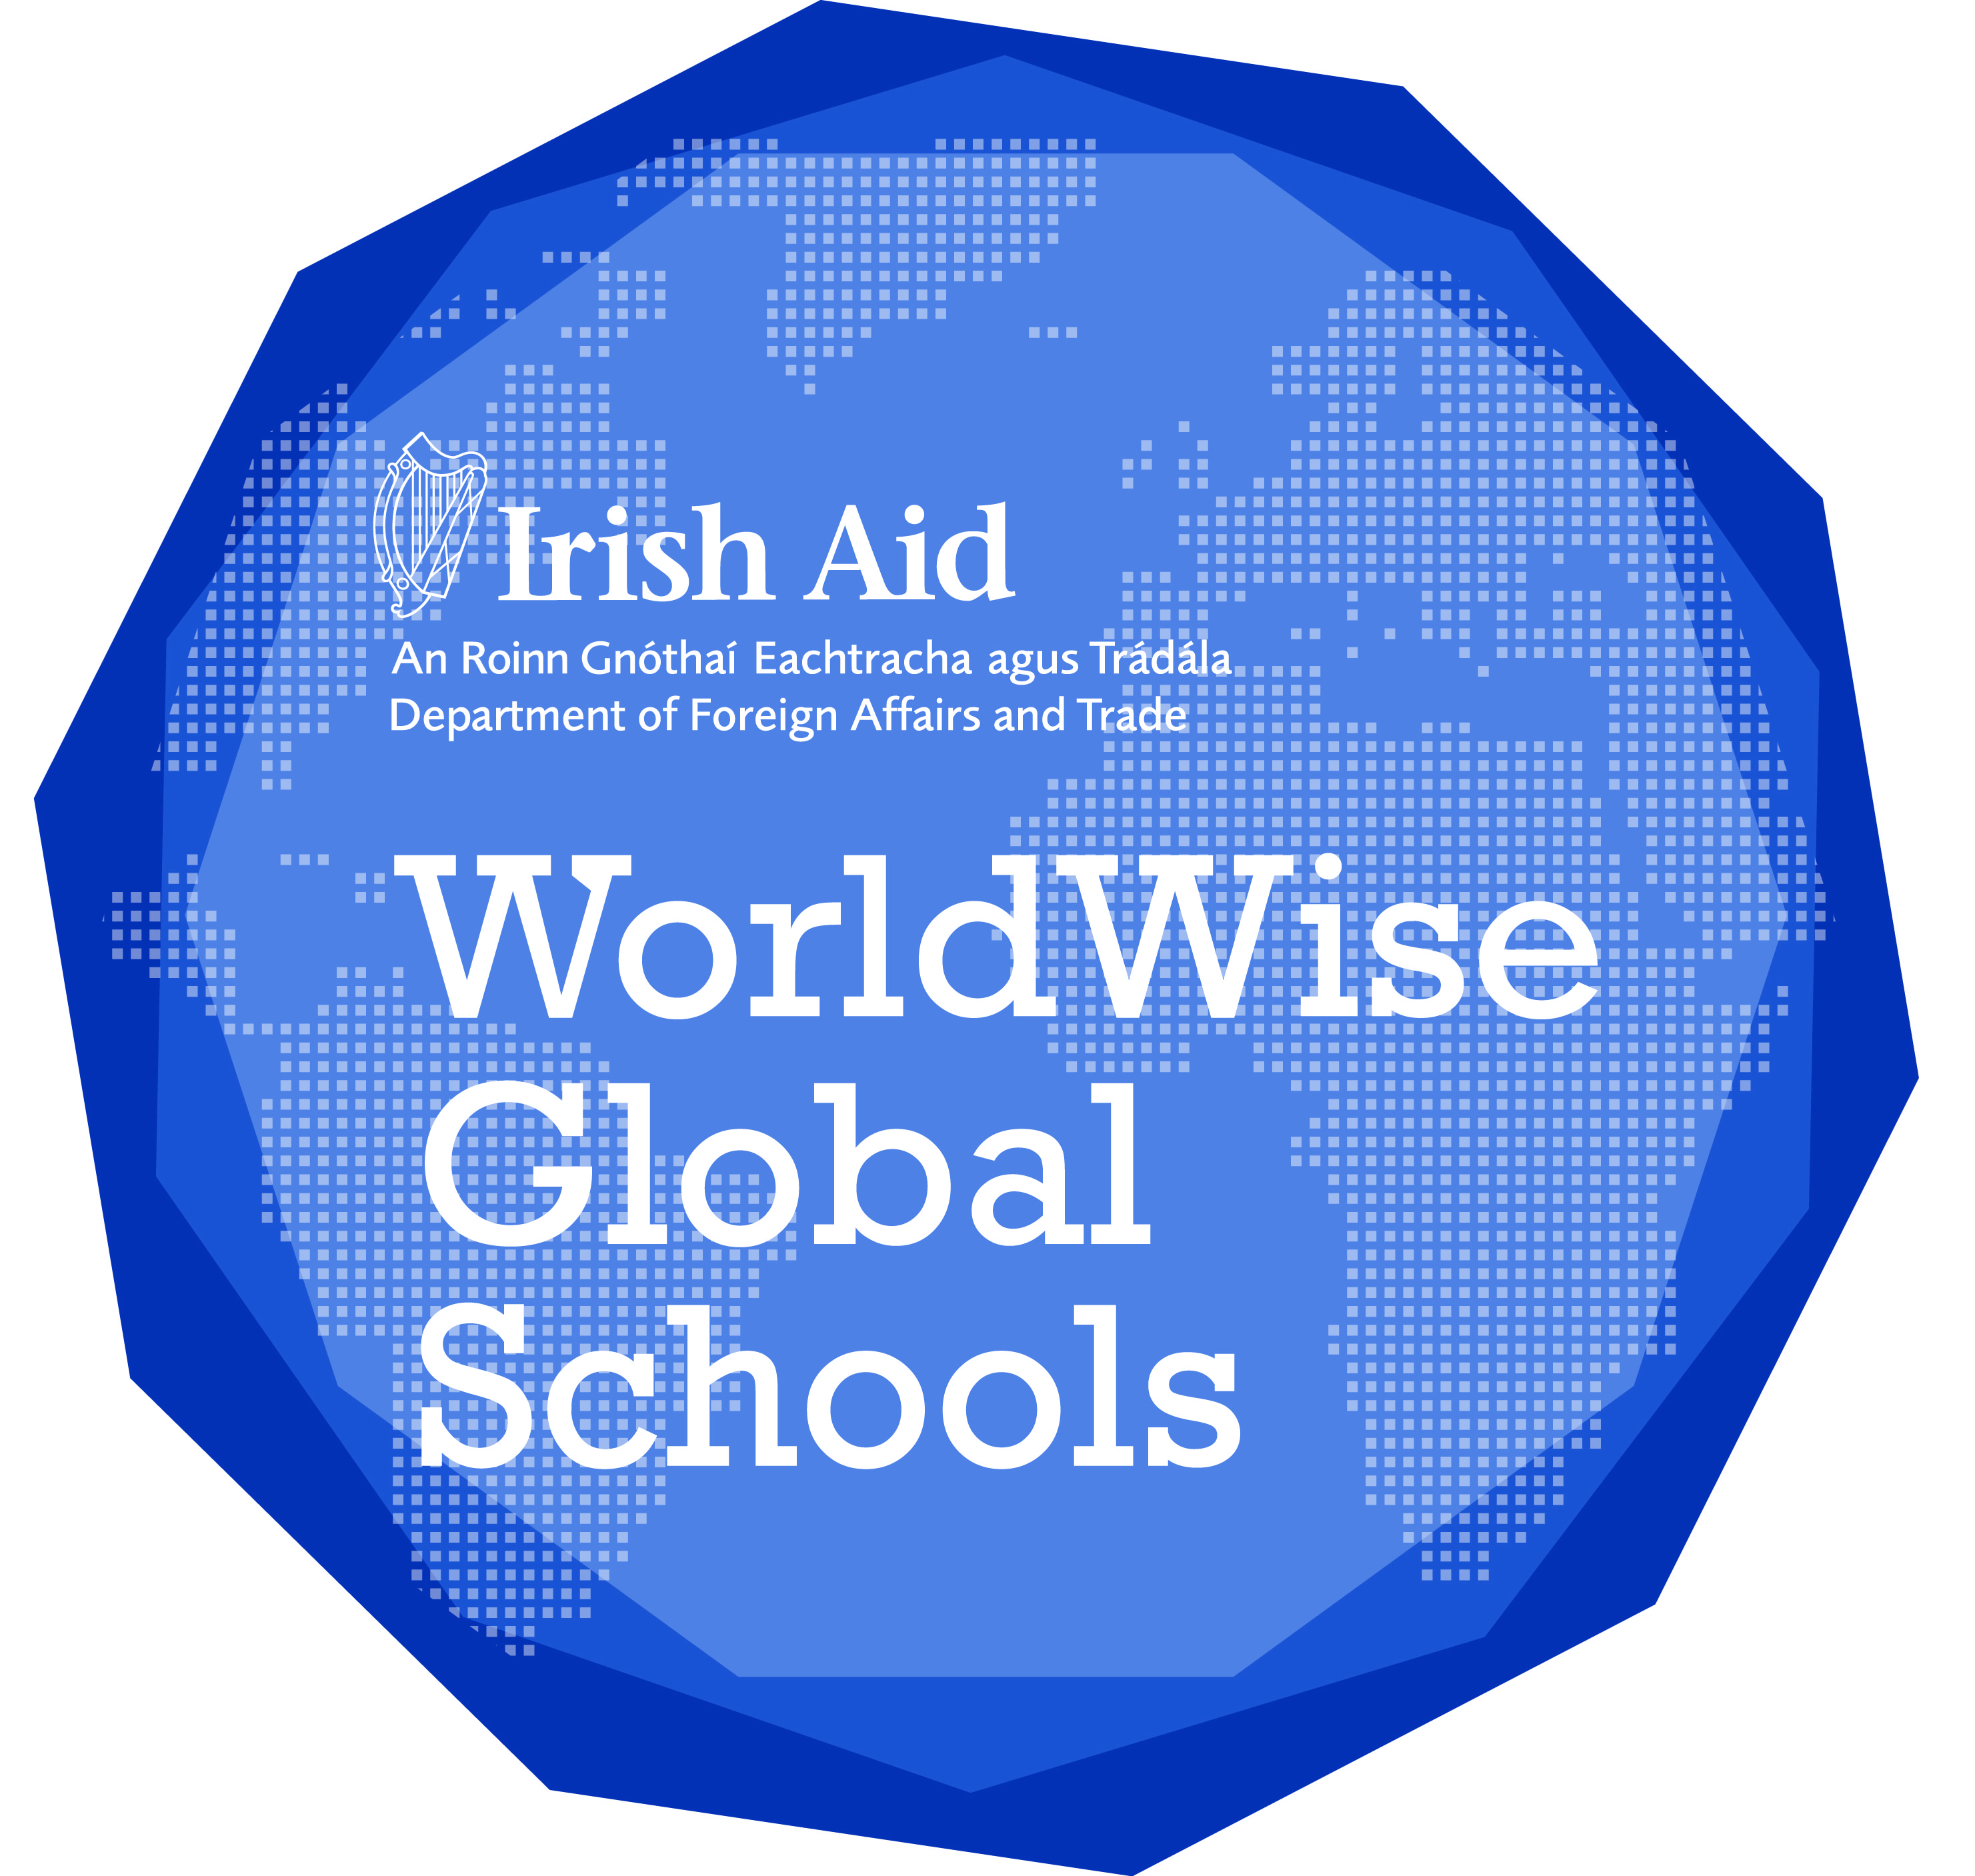 Irish Aid
An Roinn Gnóthaí Eachtracha agus Trádála
Department of Foreign Affairs and Trade
WorldWise
Global
Schools